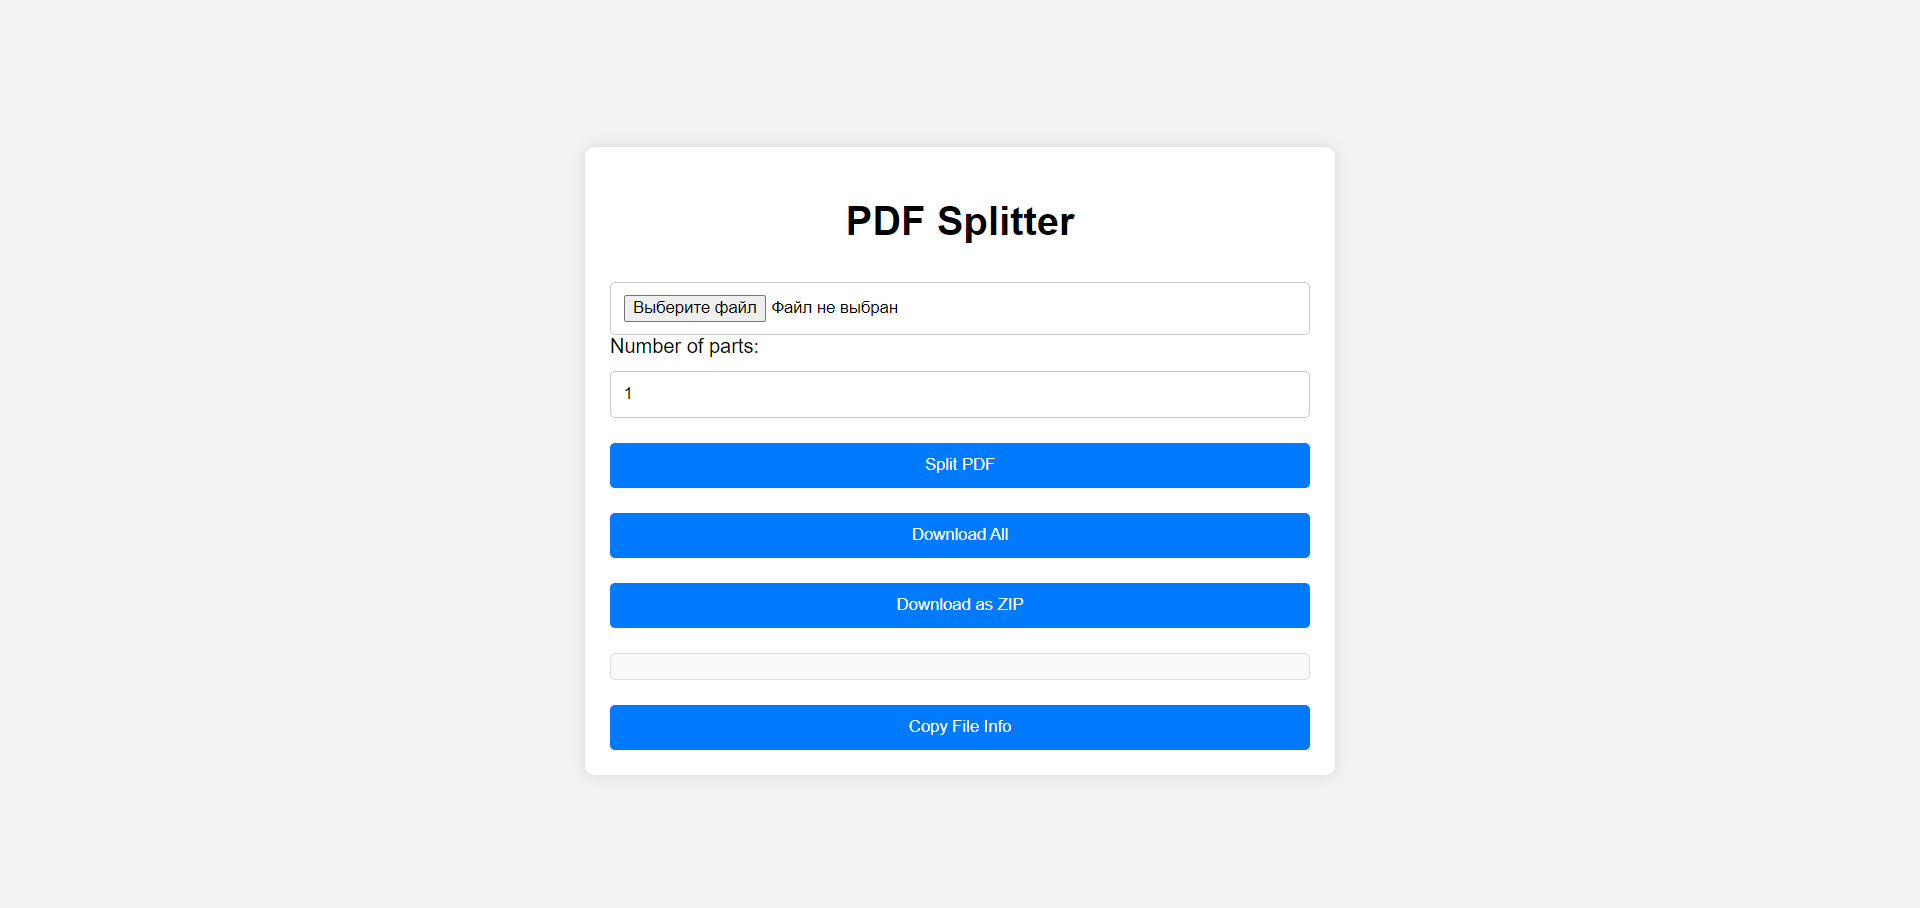 PDF Splitter
Выберите файл Файл не выбран
Number of parts:
1
Split PDF
Download All
Download as ZIP
Copy File Info